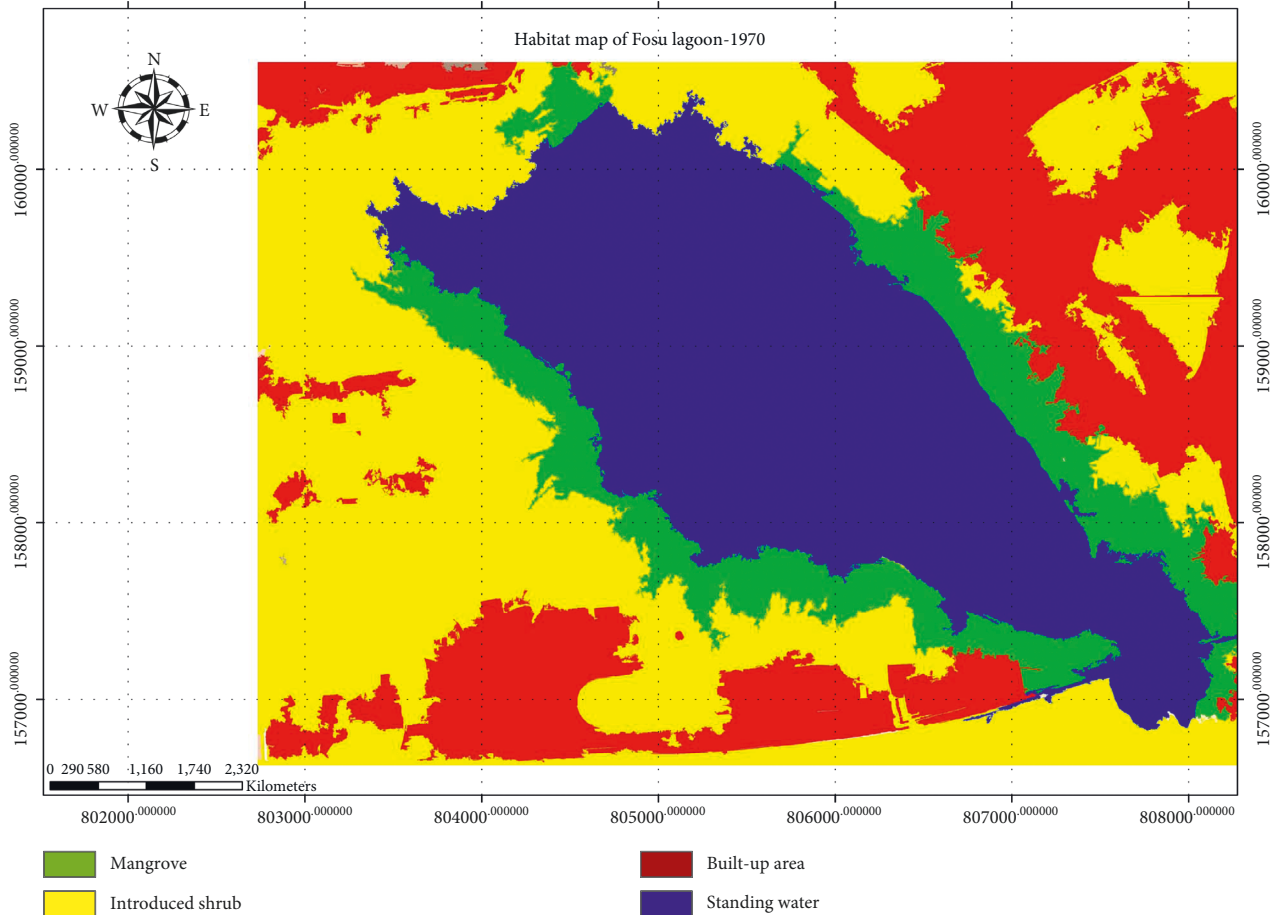 Habitat map of Fosu lagoon-1970
N
W E
S
160000.000000 160000.000000
159000.000000 159000.000000
158000.000000 158000.000000
157000.000000 157000.000000
0 290 580 1,160 1,740 2,320
Kilometers
802000.000000 803000.000000 804000.000000 805000.000000 806000.000000 807000.000000 808000.000000
Mangrove
Introduced shrub
Built-up area
Standing water